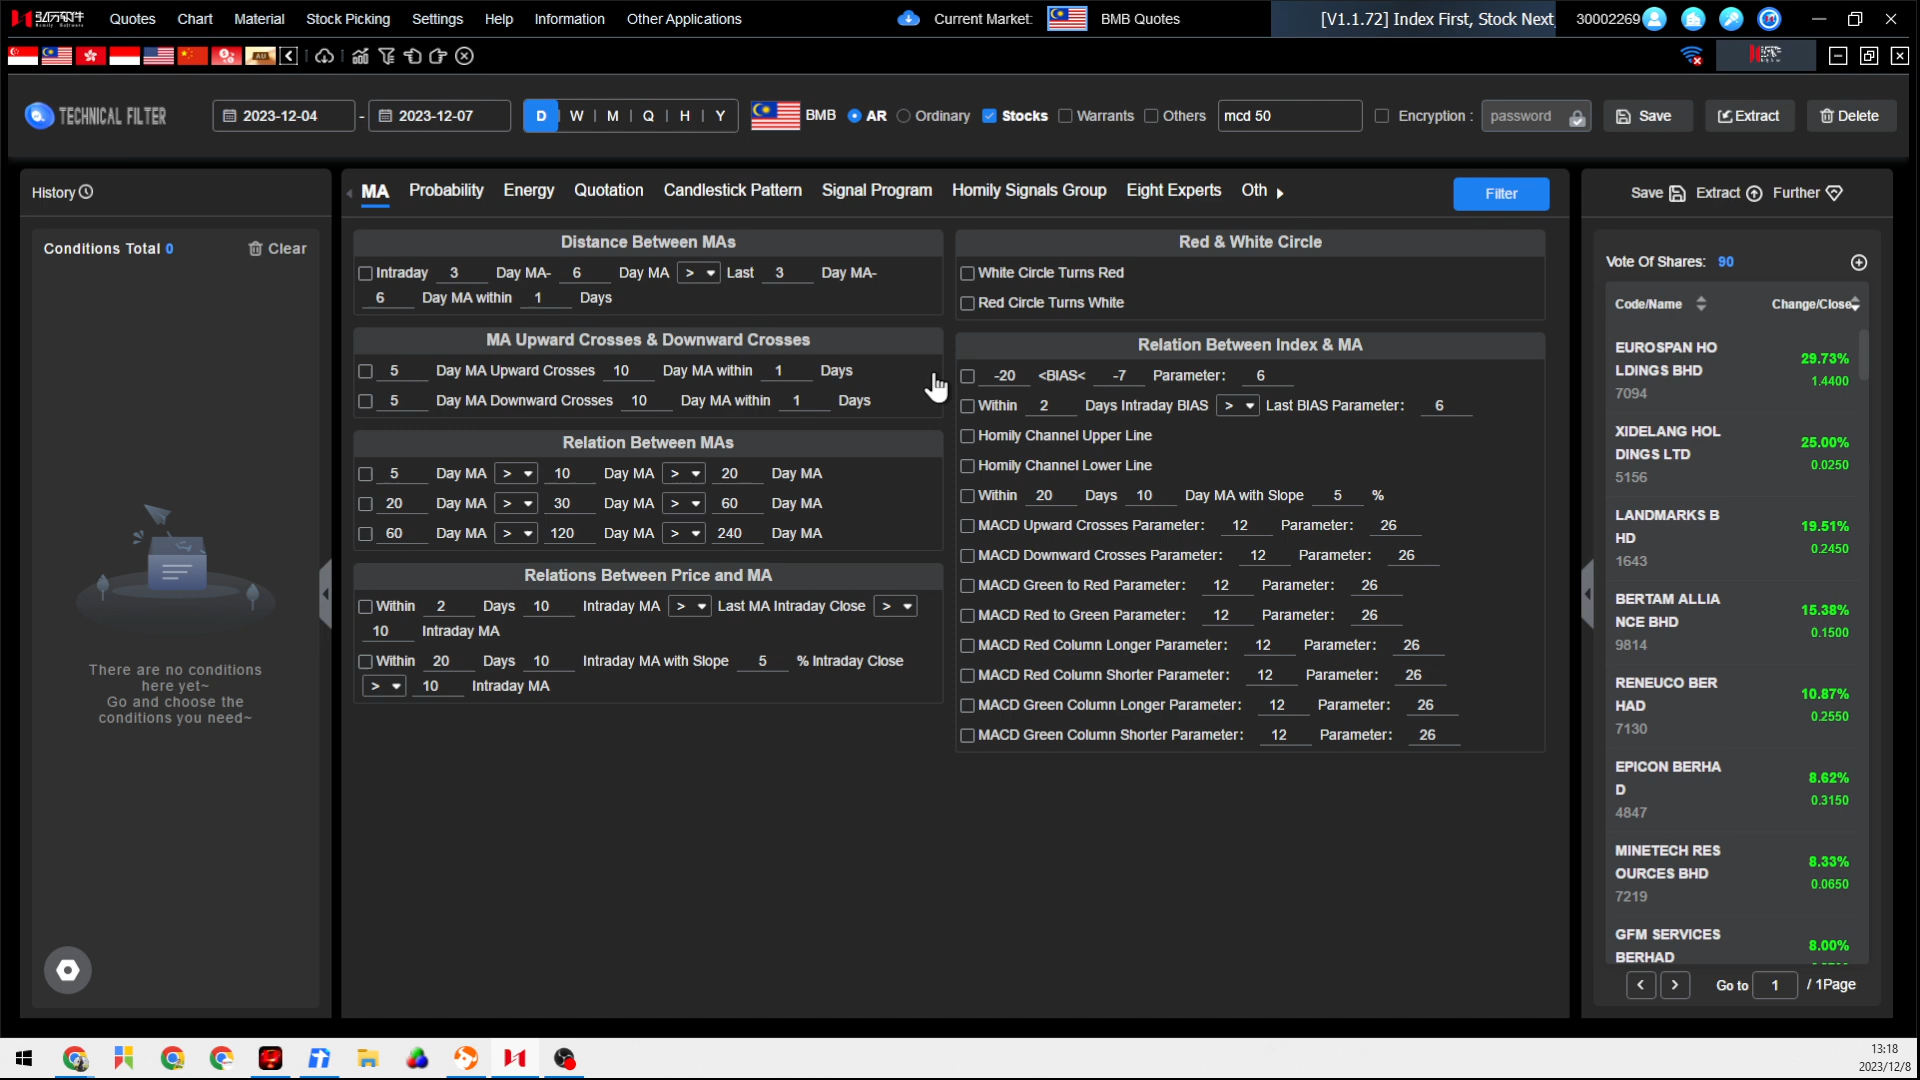 弘历软件 Quotes Chart Material Stock Picking Settings Help Information Other Applications Current Market: BMB Quotes [V1.1.72] Index First, Stock Next 30002269
TECHNICAL FILTER 2023-12-04 - 2023-12-07 D W M Q H Y BMB AR Ordinary Stocks Warrants Others mcd 50 Encryption : password Save Extract Delete
History
Conditions Total 0 Clear
There are no conditions
here yet~
Go and choose the
conditions you need~
MA Probability Energy Quotation Candlestick Pattern Signal Program Homily Signals Group Eight Experts Oth Filter
Distance Between MAs
Intraday 3 Day MA- 6 Day MA > Last 3 Day MA-
6 Day MA within 1 Days
MA Upward Crosses & Downward Crosses
5 Day MA Upward Crosses 10 Day MA within 1 Days
5 Day MA Downward Crosses 10 Day MA within 1 Days
Relation Between MAs
5 Day MA > 10 Day MA > 20 Day MA
20 Day MA > 30 Day MA > 60 Day MA
60 Day MA > 120 Day MA > 240 Day MA
Relations Between Price and MA
Within 2 Days 10 Intraday MA > Last MA Intraday Close >
10 Intraday MA
Within 20 Days 10 Intraday MA with Slope 5 % Intraday Close
> 10 Intraday MA
Red & White Circle
White Circle Turns Red
Red Circle Turns White
Relation Between Index & MA
-20 <BIAS< -7 Parameter: 6
Within 2 Days Intraday BIAS > Last BIAS Parameter: 6
Homily Channel Upper Line
Homily Channel Lower Line
Within 20 Days 10 Day MA with Slope 5 %
MACD Upward Crosses Parameter: 12 Parameter: 26
MACD Downward Crosses Parameter: 12 Parameter: 26
MACD Green to Red Parameter: 12 Parameter: 26
MACD Red to Green Parameter: 12 Parameter: 26
MACD Red Column Longer Parameter: 12 Parameter: 26
MACD Red Column Shorter Parameter: 12 Parameter: 26
MACD Green Column Longer Parameter: 12 Parameter: 26
MACD Green Column Shorter Parameter: 12 Parameter: 26
Save Extract Further
Vote Of Shares: 90
Code/Name Change/Close
EUROSPAN HO
LDINGS BHD
7094
29.73%
1.4400
XIDELANG HOL
DINGS LTD
5156
25.00%
0.0250
LANDMARKS B
HD
1643
19.51%
0.2450
BERTAM ALLIA
NCE BHD
9814
15.38%
0.1500
RENEUCO BER
HAD
7130
10.87%
0.2550
EPICON BERHA
D
4847
8.62%
0.3150
MINETECH RES
OURCES BHD
7219
8.33%
0.0650
GFM SERVICES
BERHAD
8.00%
< > Go to 1 / 1Page
13:18
2023/12/8